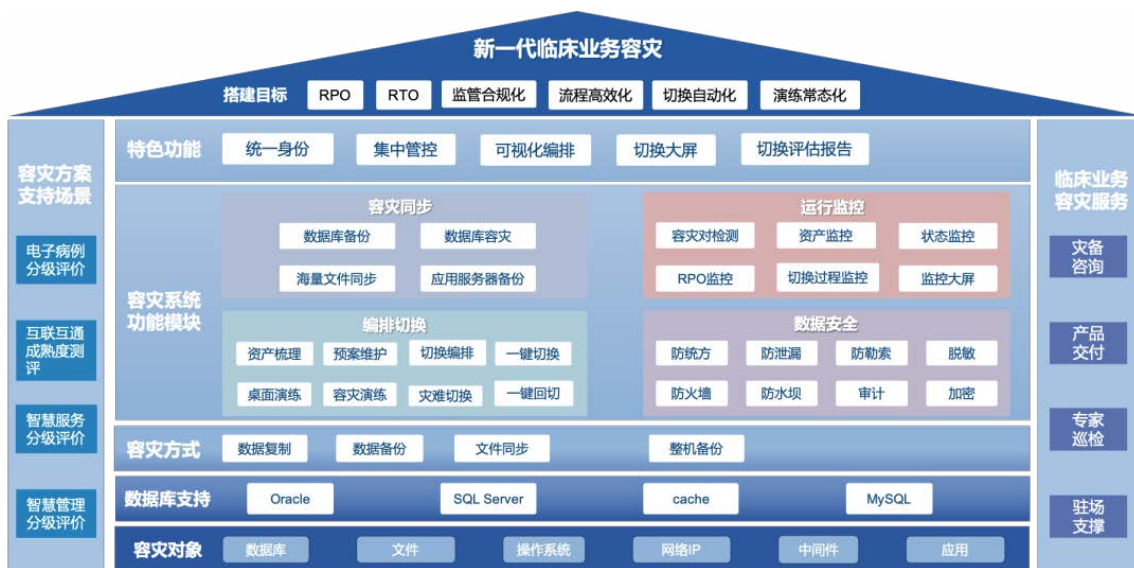 新一代临床业务容灾
搭建目标 RPO RTO 监管合规化 流程高效化 切换自动化 演练常态化
容灾方案
支持场景
电子病例
分级评价
互联互通
成熟度测
评
智慧服务
分级评价
智慧管理
分级评价
特色功能 统一身份 集中管控 可视化编排 切换大屏 切换评估报告
容灾系统
功能模块
容灾同步
数据库备份 数据库容灾
海量文件同步 应用服务器备份
运行监控
容灾对检测 资产监控 状态监控
RPO监控 切换过程监控 监控大屏
编排切换
资产梳理 预案维护 切换编排 一键切换
桌面演练 容灾演练 灾难切换 一键回切
数据安全
防统方 防泄漏 防勒索 脱敏
防火墙 防水坝 审计 加密
容灾方式 数据复制 数据备份 文件同步 整机备份
数据库支持 Oracle SQL Server cache MySQL
容灾对象 数据库 文件 操作系统 网络IP 中间件 应用
临床业务
容灾服务
灾备
咨询
产品
交付
专家
巡检
驻场
支撑